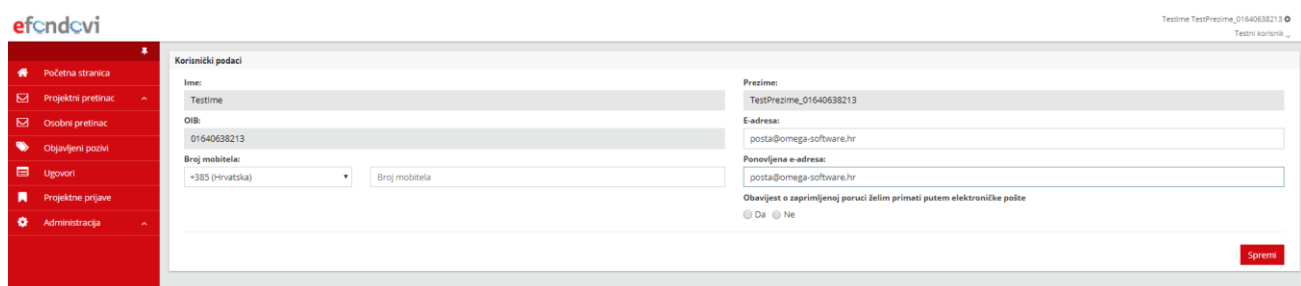 efondovi
TestIme TestPrezime_01640638213
Testni korisnik
Početna stranica
Projektni pretinac
Osobni pretinac
Objavljeni pozivi
Ugovori
Projektne prijave
Administracija
Korisnički podaci
Ime:
TestIme
Prezime:
TestPrezime_01640638213
OIB:
01640638213
E-adresa:
posta@omega-software.hr
Broj mobitela:
+385 (Hrvatska)
Broj mobitela
Ponovljena e-adresa:
posta@omega-software.hr
Obavijest o zaprimljenoj poruci želim primati putem elektroničke pošte
Da Ne
Spremi